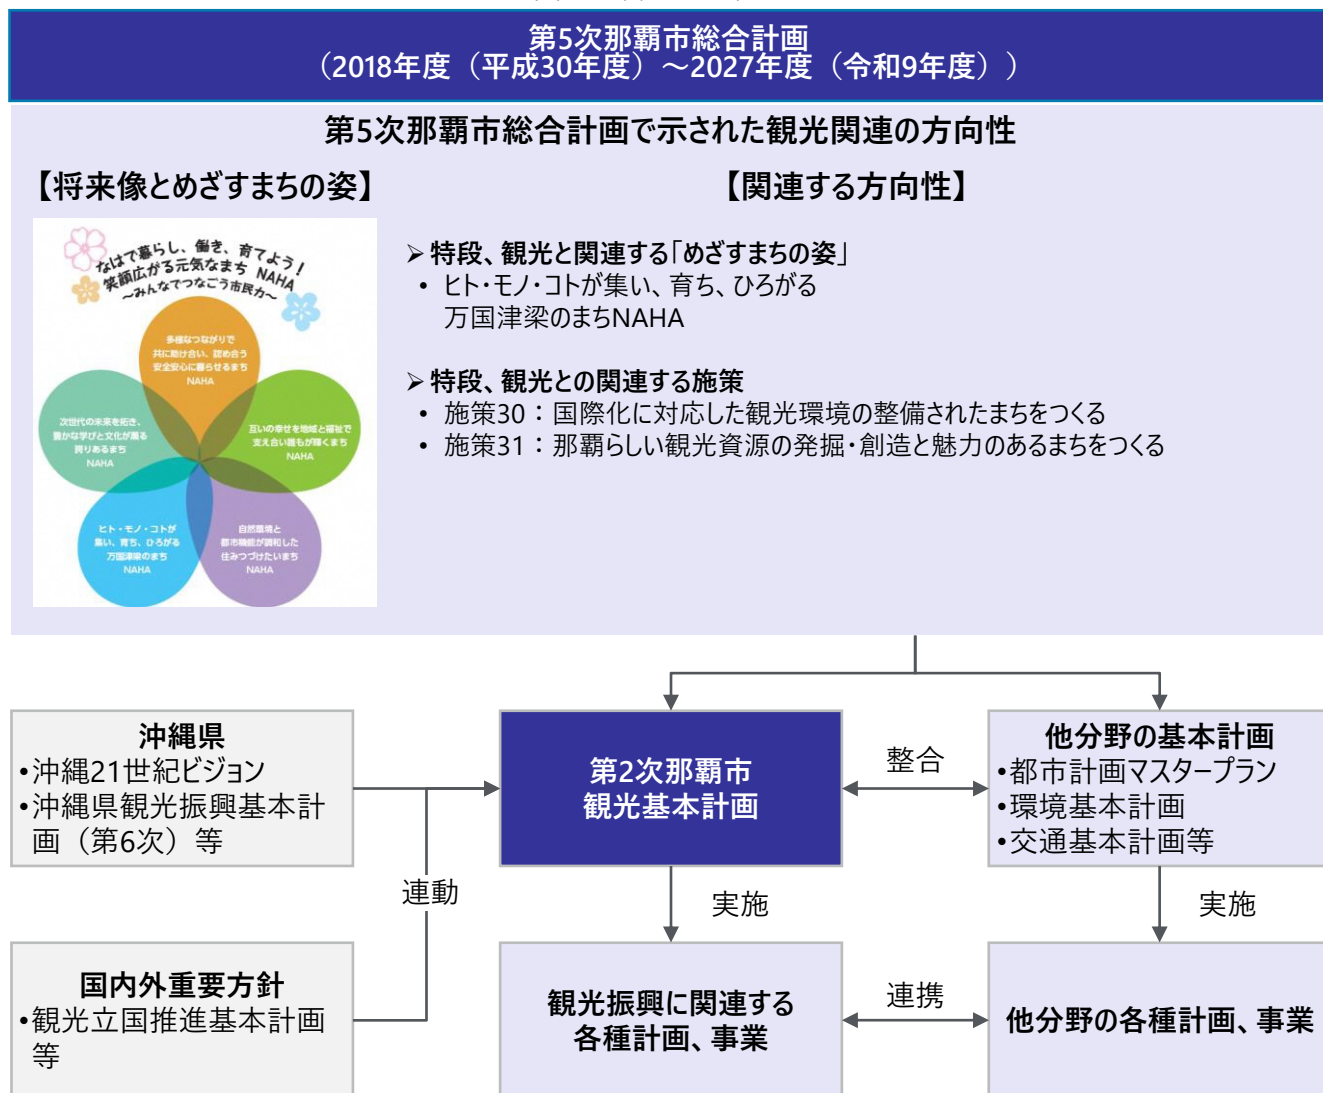 第5次那覇市総合計画
（2018年度（平成30年度）～2027年度（令和9年度））
第5次那覇市総合計画で示された観光関連の方向性
【将来像とめざすまちの姿】
なはで暮らし、働き、育てよう！
笑顔広がる元気なまち NAHA
～みんなでつなごう市民力～
多様なつながりで
共に助け合い、認め合う
安全安心に暮らせるまち
NAHA
次世代の未来を拓き、
豊かな学びと文化が薫る
誇りあるまち
NAHA
互いの幸せを地域と福祉で
支え合い誰もが輝くまち
NAHA
ヒト・モノ・コトが
集い、育ち、ひろがる
万国津梁のまち
NAHA
自然環境と
都市機能が調和した
住みつづけたいまち
NAHA
【関連する方向性】
➢特段、観光と関連する「めざすまちの姿」
• ヒト・モノ・コトが集い、育ち、ひろがる
万国津梁のまちNAHA
➢特段、観光との関連する施策
• 施策30：国際化に対応した観光環境の整備されたまちをつくる
• 施策31：那覇らしい観光資源の発掘・創造と魅力のあるまちをつくる
沖縄県
•沖縄21世紀ビジョン
•沖縄県観光振興基本計
画（第6次）等
第2次那覇市
観光基本計画
整合
他分野の基本計画
•都市計画マスタープラン
•環境基本計画
•交通基本計画等
連動
実施
実施
国内外重要方針
•観光立国推進基本計画
等
観光振興に関連する
各種計画、事業
連携
他分野の各種計画、事業